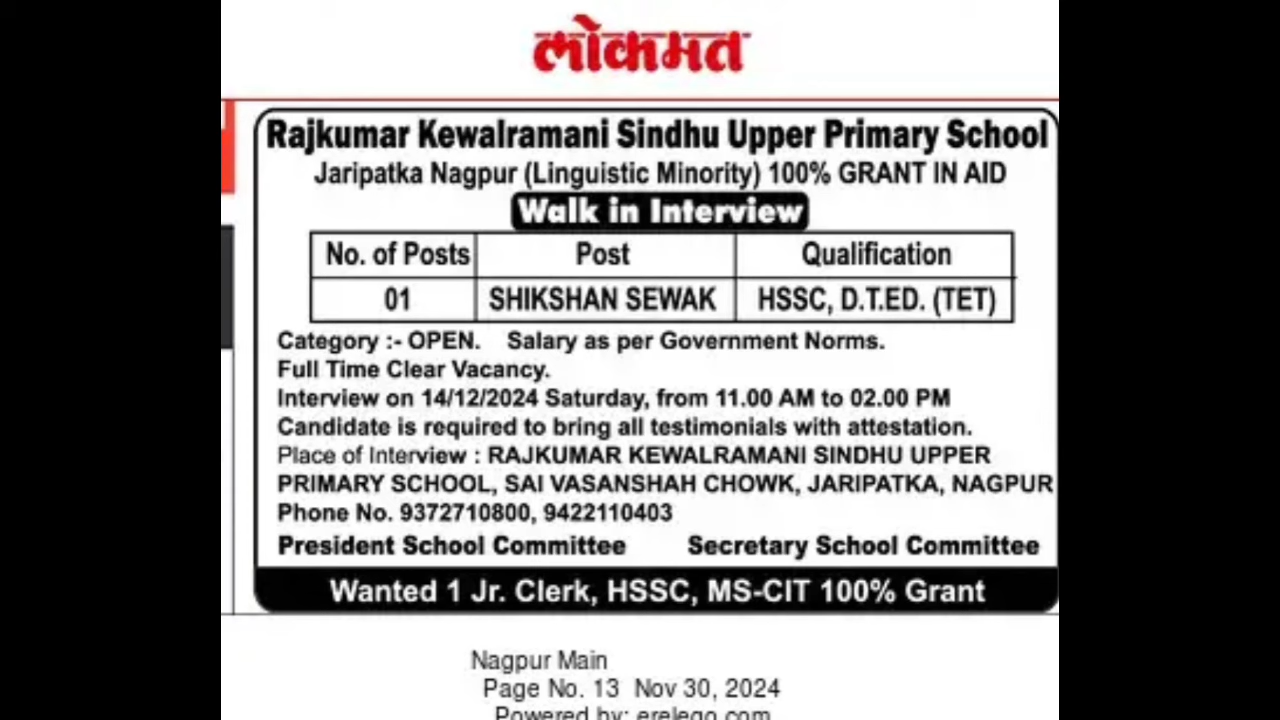 लोकमत
Rajkumar Kewalramani Sindhu Upper Primary School
Jaripatka Nagpur (Linguistic Minority) 100% GRANT IN AID
Walk in Interview
No. of Posts Post Qualification
01 SHIKSHAN SEWAK HSSC, D.T.ED. (TET)
Category :- OPEN. Salary as per Government Norms.
Full Time Clear Vacancy.
Interview on 14/12/2024 Saturday, from 11.00 AM to 02.00 PM
Candidate is required to bring all testimonials with attestation.
Place of Interview : RAJKUMAR KEWALRAMANI SINDHU UPPER
PRIMARY SCHOOL, SAI VASANSHAH CHOWK, JARIPATKA, NAGPUR
Phone No. 9372710800, 9422110403
President School Committee Secretary School Committee
Wanted 1 Jr. Clerk, HSSC, MS-CIT 100% Grant
Nagpur Main
Page No. 13 Nov 30, 2024
Powered by: erelego.com